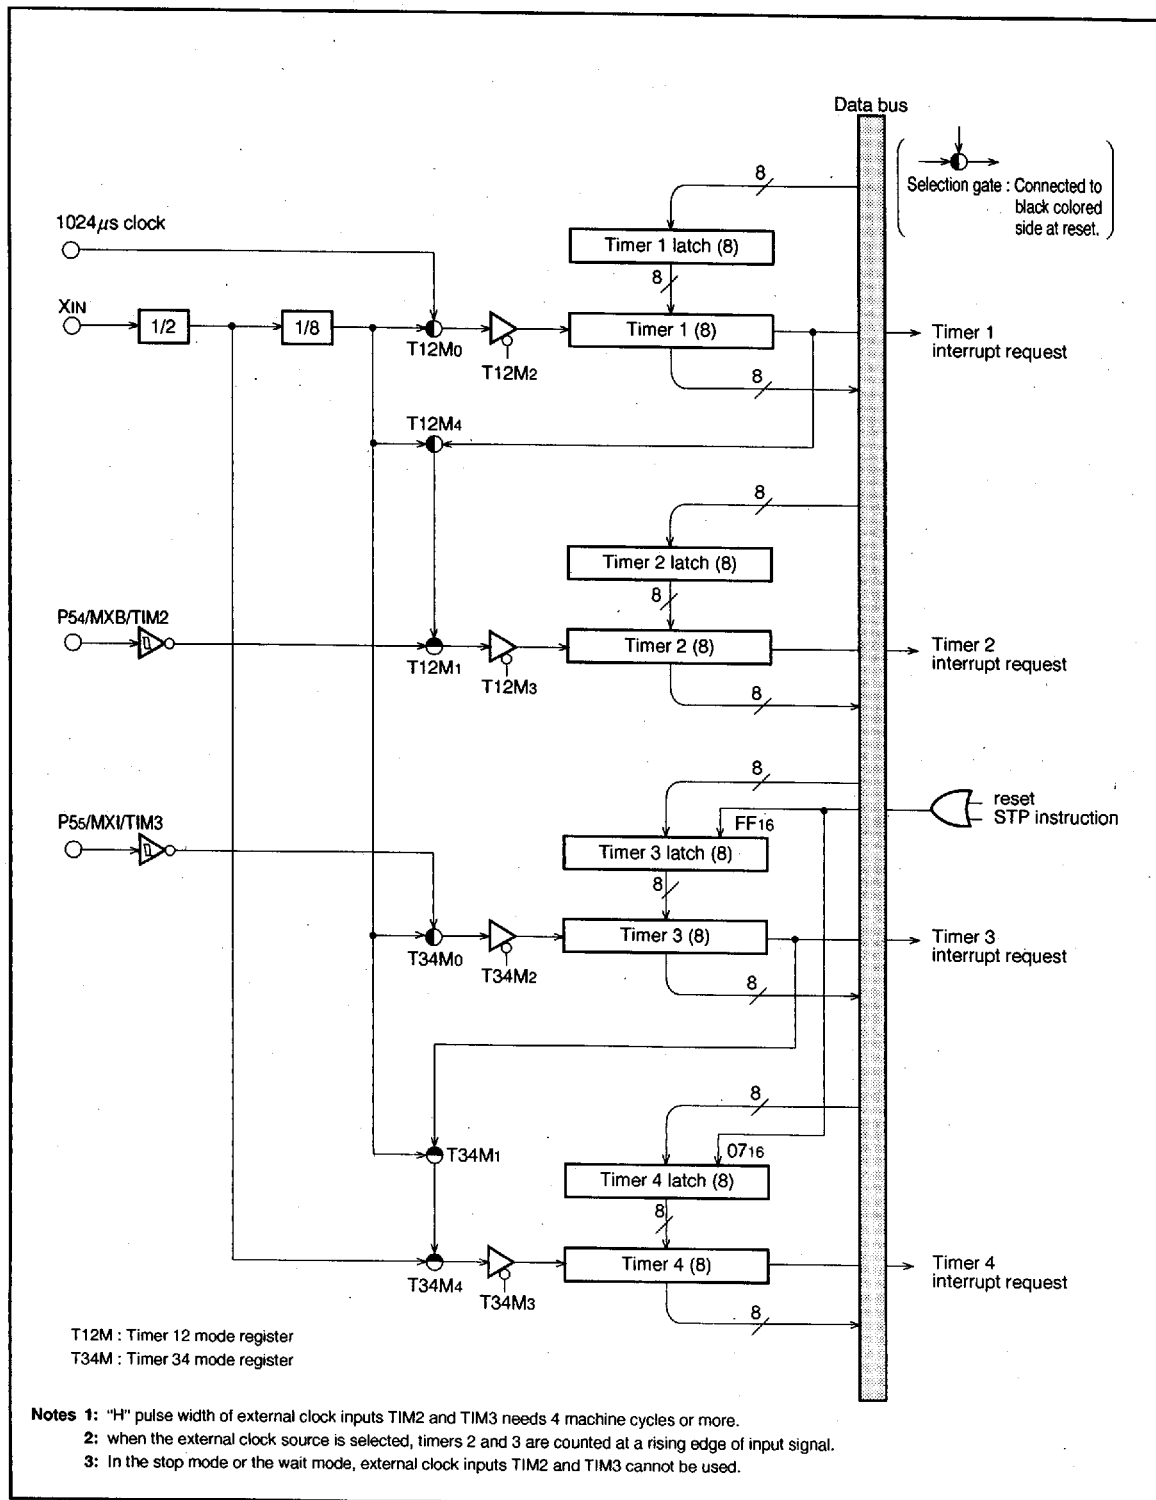 Data bus
8
Selection gate : Connected to
black colored
side at reset.
1024µs clock
Timer 1 latch (8)
8
XIN
1/2
1/8
Timer 1 (8)
Timer 1
interrupt request
T12M0
T12M2
8
T12M4
8
Timer 2 latch (8)
8
P54/MXB/TIM2
Timer 2 (8)
Timer 2
interrupt request
T12M1
T12M3
8
8
reset
STP instruction
FF16
P55/MXI/TIM3
Timer 3 latch (8)
8
Timer 3 (8)
Timer 3
interrupt request
T34M0
T34M2
8
8
T34M1
0716
Timer 4 latch (8)
8
Timer 4 (8)
Timer 4
interrupt request
T34M4
T34M3
8
T12M : Timer 12 mode register
T34M : Timer 34 mode register
Notes 1: "H" pulse width of external clock inputs TIM2 and TIM3 needs 4 machine cycles or more.
2: when the external clock source is selected, timers 2 and 3 are counted at a rising edge of input signal.
3: In the stop mode or the wait mode, external clock inputs TIM2 and TIM3 cannot be used.